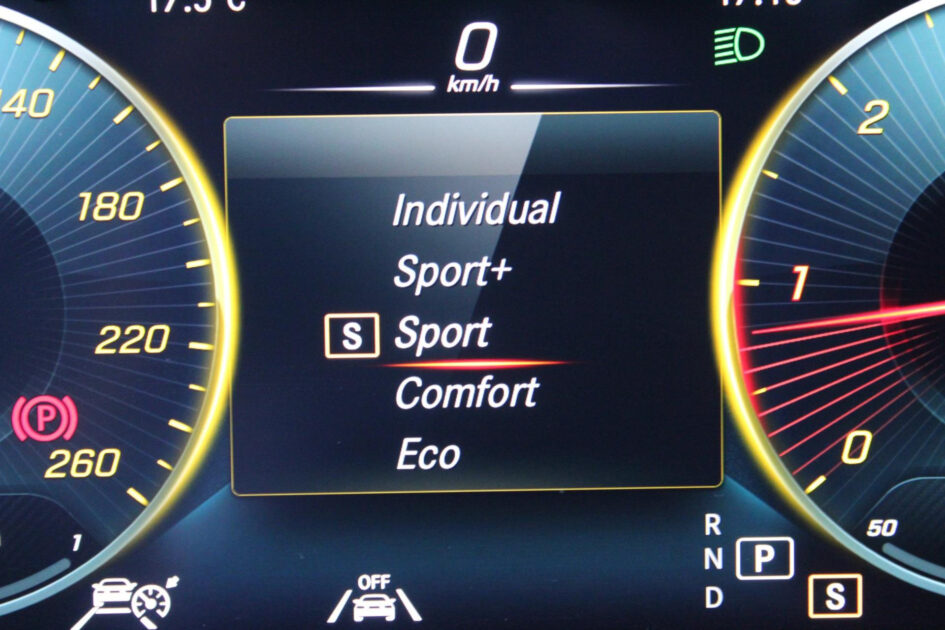 0
km/h
140
180
220
260
1
Individual
Sport+
S Sport
Comfort
Eco
2
1
0
50
P
OFF
R
N P
D
S